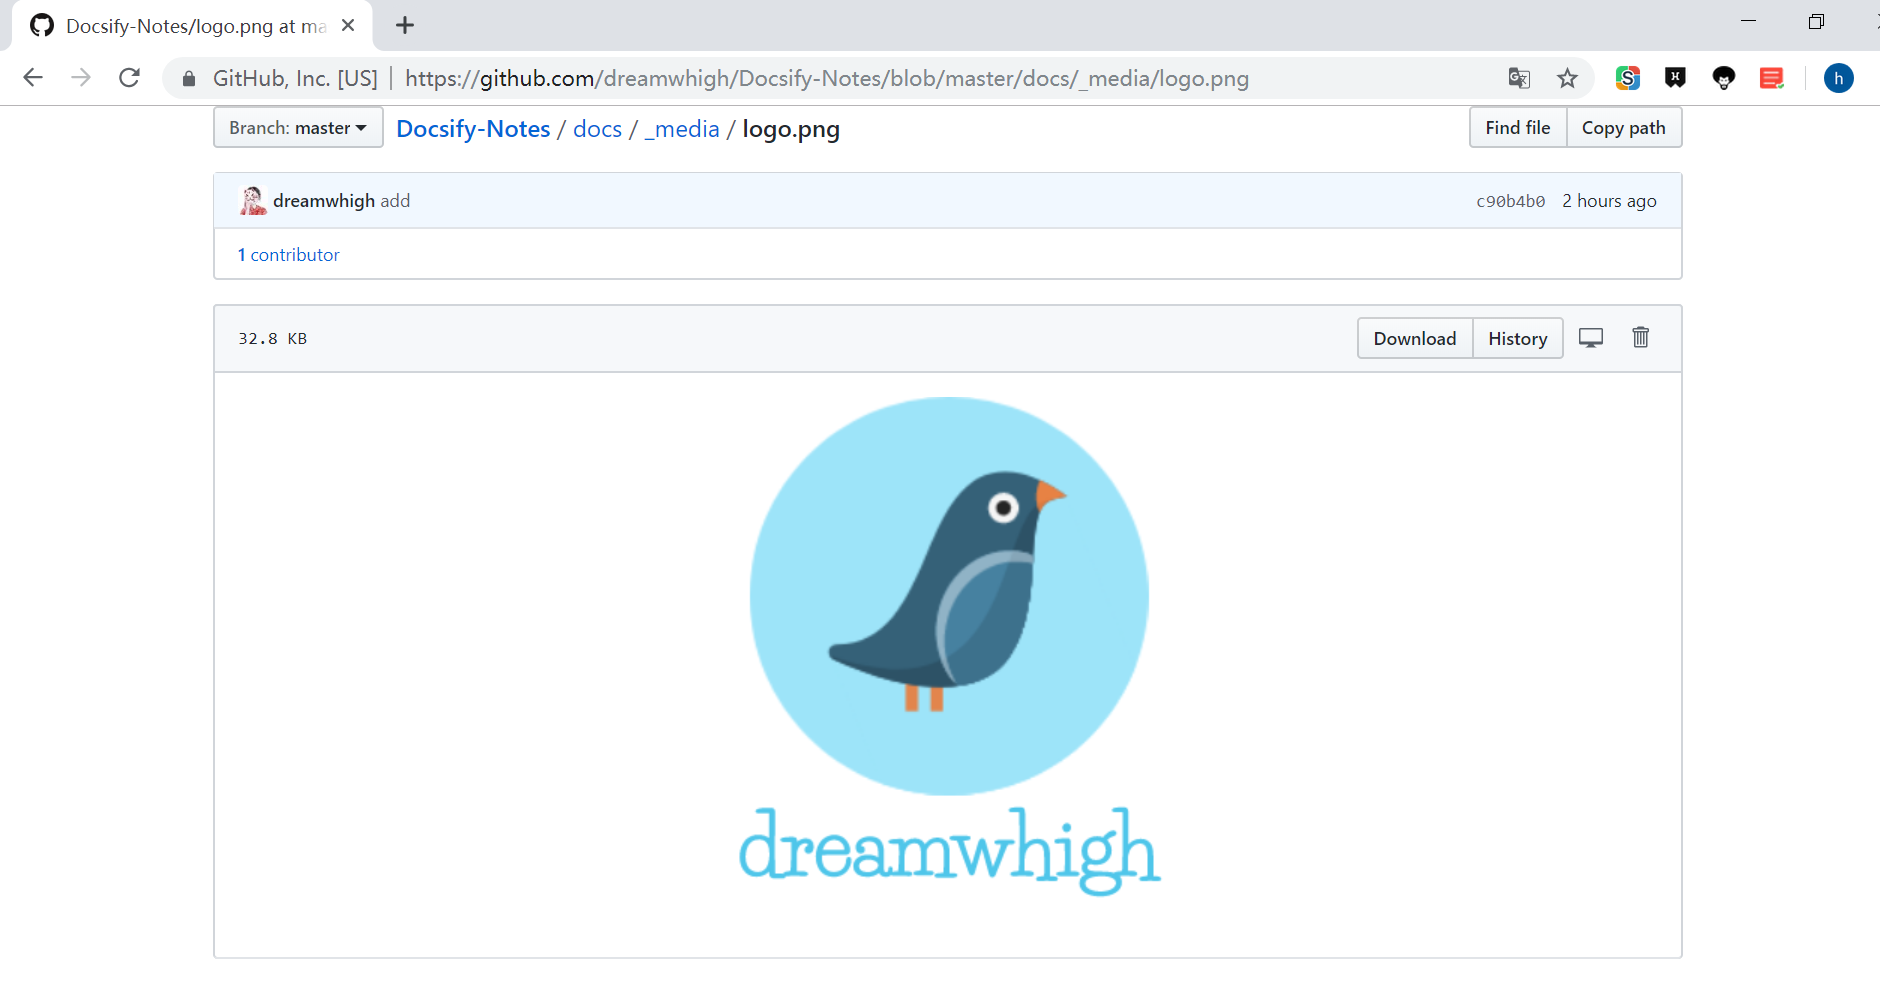 Docsify-Notes/logo.png at ma
GitHub, Inc. [US] | https://github.com/dreamwhigh/Docsify-Notes/blob/master/docs/_media/logo.png
h
Branch: master Docsify-Notes / docs / _media / logo.png Find file Copy path
dreamwhigh add c90b4b0 2 hours ago
1 contributor
32.8 KB Download History
dreamwhigh